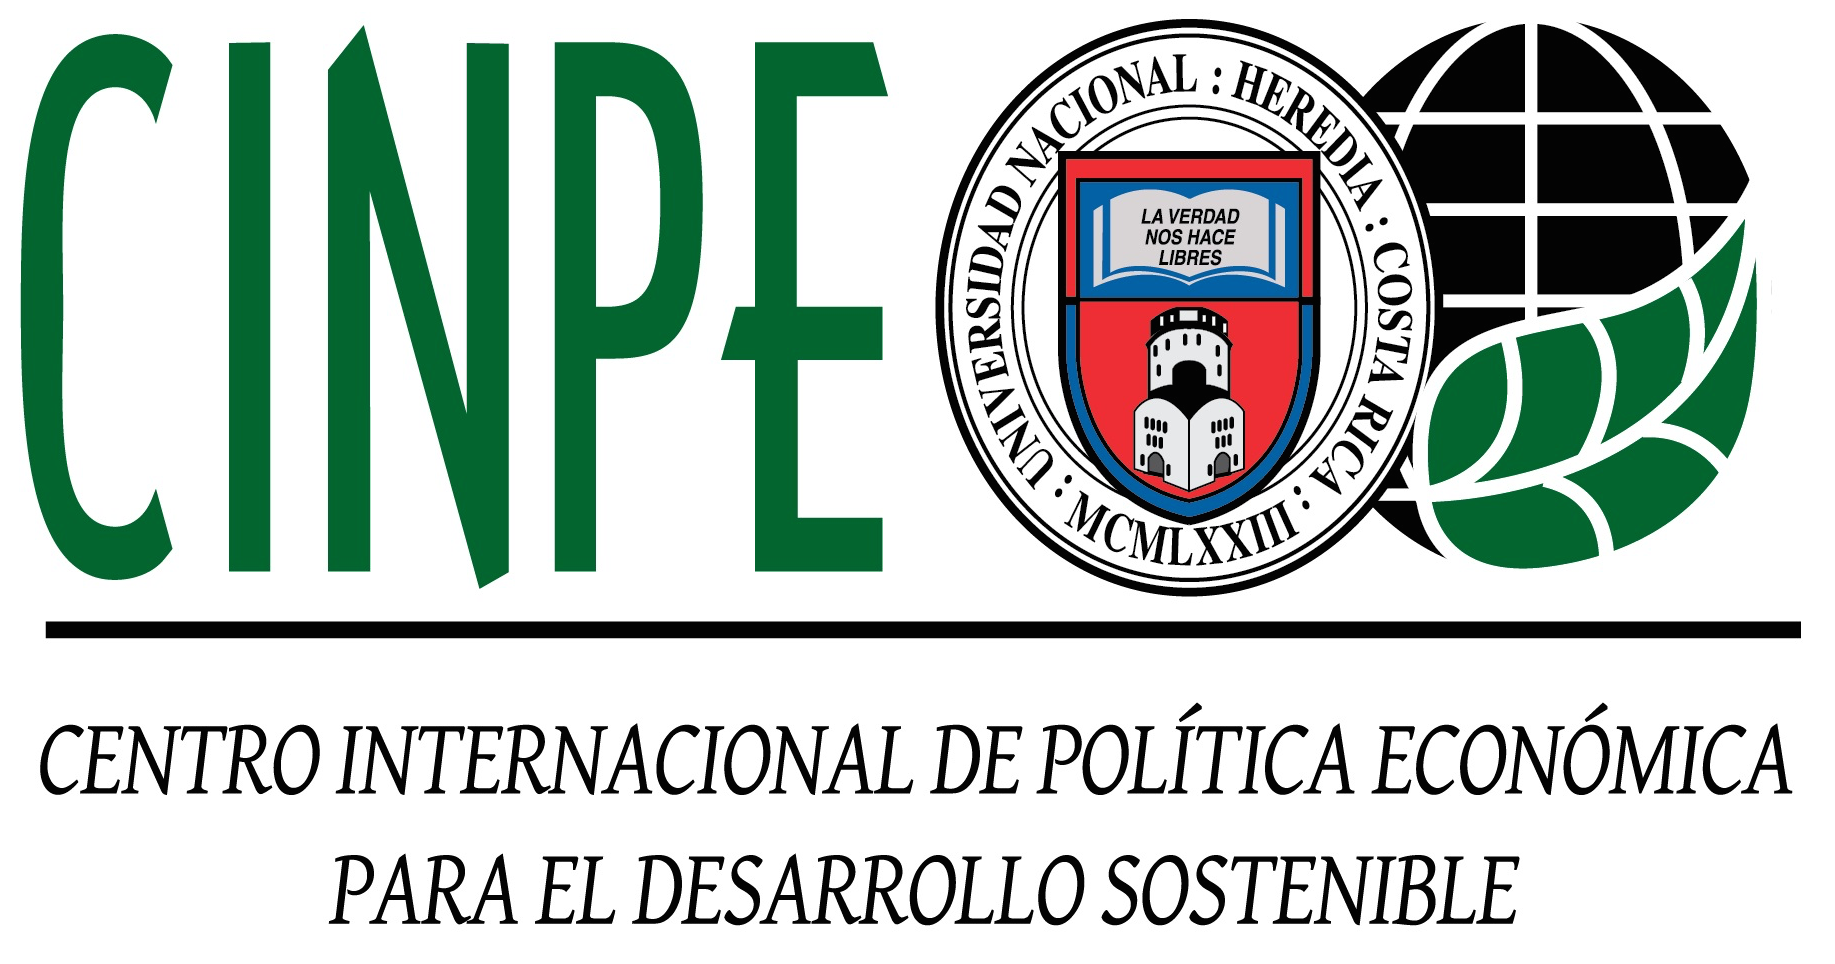 CINPE
UNIVERSIDAD NACIONAL : HEREDIA : COSTA RICA : MCMLXXIII :
LA VERDAD
NOS HACE
LIBRES
CENTRO INTERNACIONAL DE POLÍTICA ECONÓMICA
PARA EL DESARROLLO SOSTENIBLE